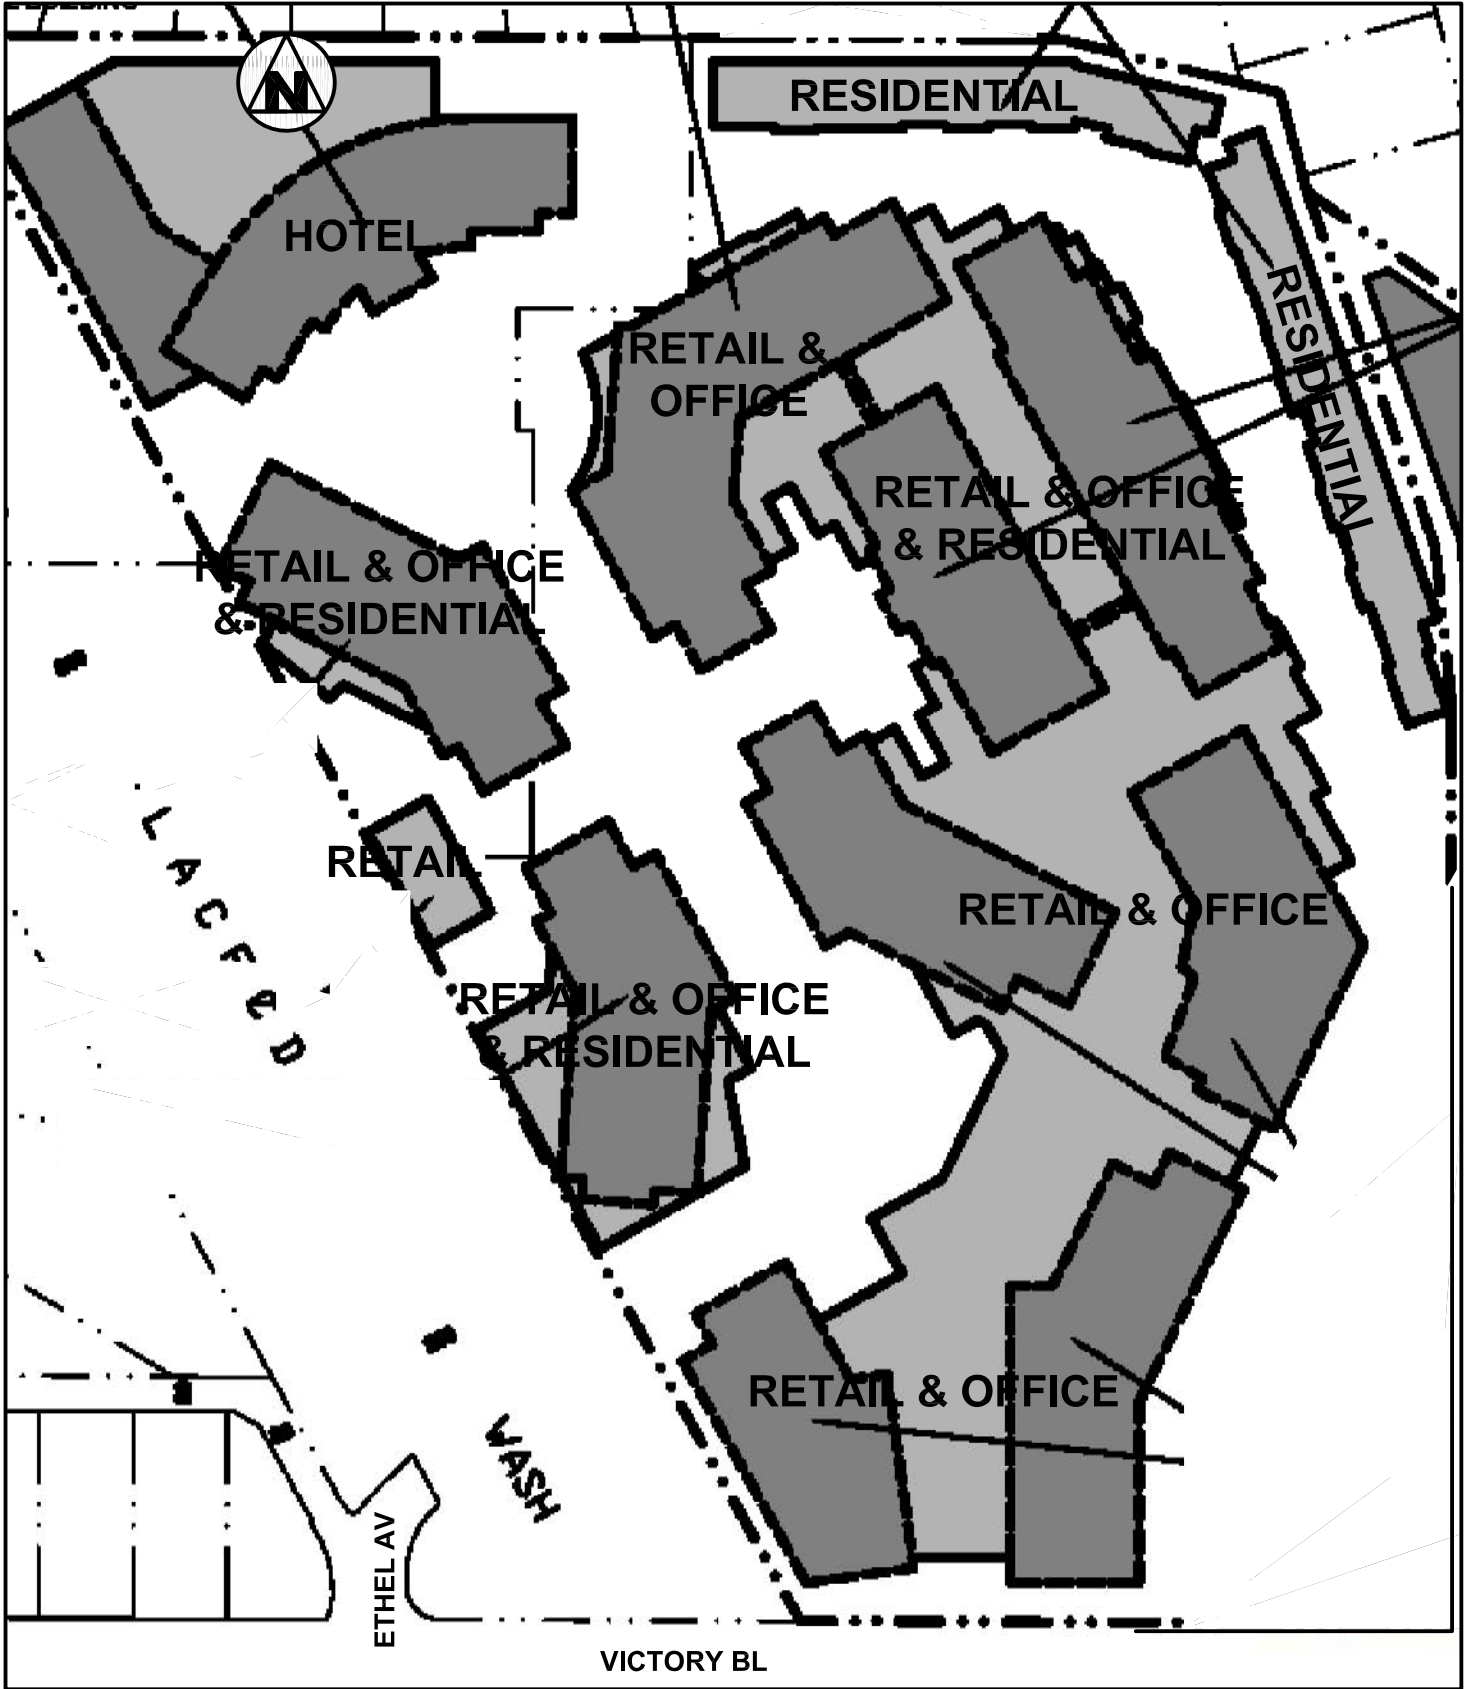 N
RESIDENTIAL
HOTEL
RESIDENTIAL
RETAIL &
OFFICE
RETAIL & OFFICE
& RESIDENTIAL
RETAIL & OFFICE
& RESIDENTIAL
RETAIL
RETAIL & OFFICE
LACFCD
RETAIL & OFFICE
& RESIDENTIAL
RETAIL & OFFICE
WASH
ETHEL AV
VICTORY BL